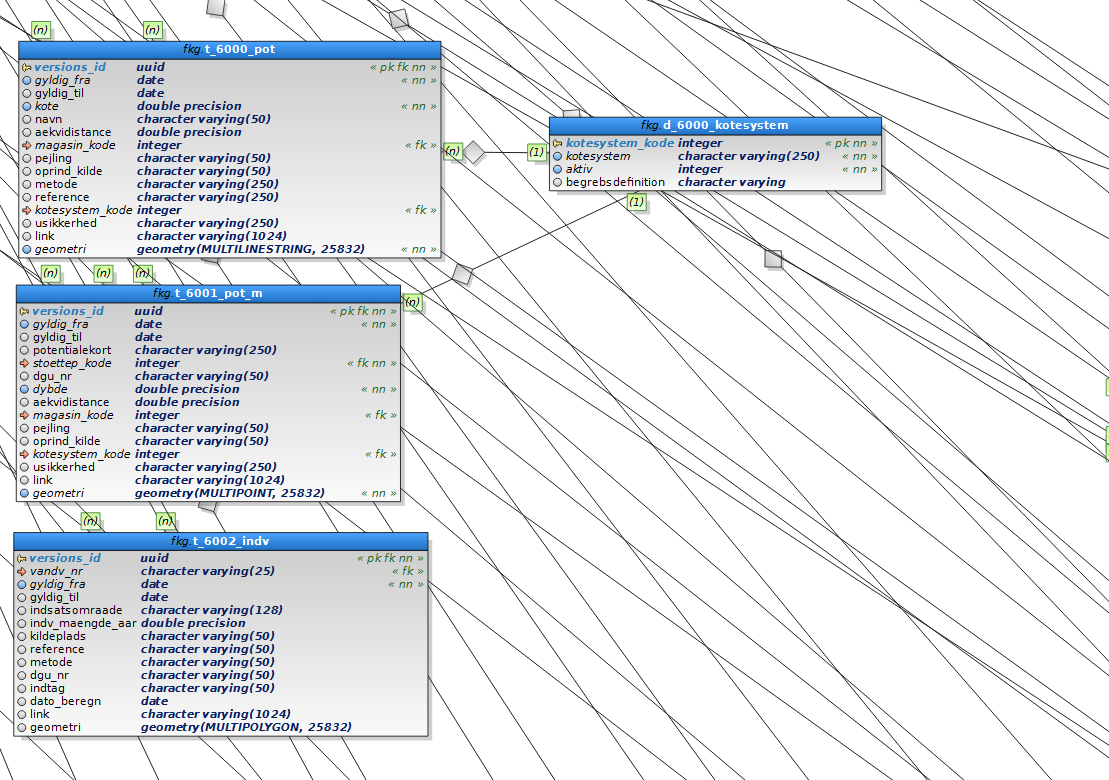 (n) (n)
fkg.t_6000_pot
versions_id uuid « pk fk nn »
gyldig_fra date « nn »
gyldig_til date
kote double precision « nn »
navn character varying(50)
aekvidistance double precision
magasin_kode integer « fk »
pejling character varying(50)
oprind_kilde character varying(50)
metode character varying(250)
reference character varying(250)
kotesystem_kode integer « fk »
usikkerhed character varying(250)
link character varying(1024)
geometri geometry(MULTILINESTRING, 25832) « nn »
(n) (1)
fkg.d_6000_kotesystem
kotesystem_kode integer « pk nn »
kotesystem character varying(250) « nn »
aktiv integer « nn »
begrebsdefinition character varying
(1)
(n) (n) (n)
(n)
fkg.t_6001_pot_m
versions_id uuid « pk fk nn »
gyldig_fra date « nn »
gyldig_til date
potentialekort character varying(250)
stoettep_kode integer « fk nn »
dgu_nr character varying(50)
dybde double precision « nn »
aekvidistance double precision
magasin_kode integer « fk »
pejling character varying(50)
oprind_kilde character varying(50)
kotesystem_kode integer « fk »
usikkerhed character varying(250)
link character varying(1024)
geometri geometry(MULTIPOINT, 25832) « nn »
(n) (n)
fkg.t_6002_indv
versions_id uuid « pk fk nn »
vandv_nr character varying(25) « fk »
gyldig_fra date « nn »
gyldig_til date
indsatsomraade character varying(128)
indv_maengde_aar double precision
kildeplads character varying(50)
reference character varying(50)
metode character varying(50)
dgu_nr character varying(50)
indtag character varying(50)
dato_beregn date
link character varying(1024)
geometri geometry(MULTIPOLYGON, 25832)